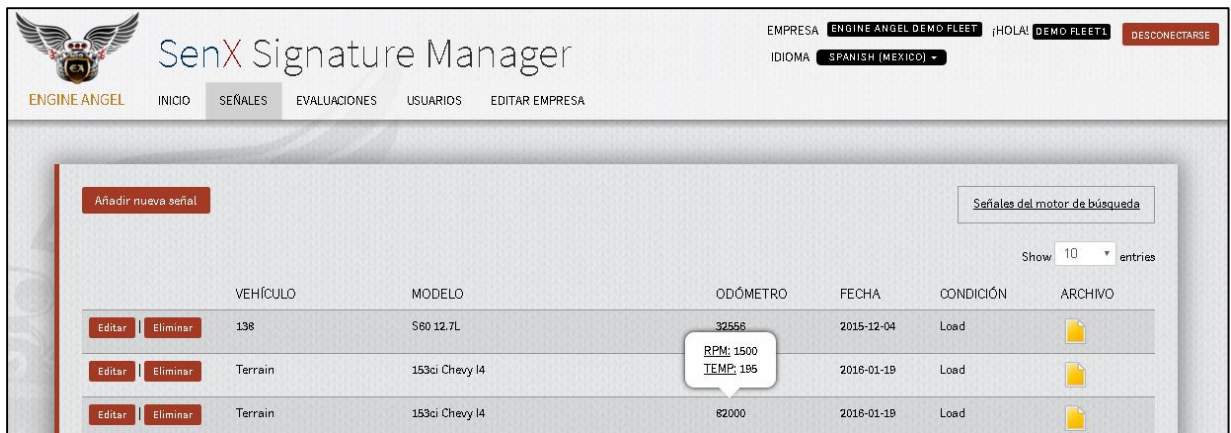 EMPRESA ENGINE ANGEL DEMO FLEET ¡HOLA! DEMO FLEET1 DESCONECTARSE
SenX Signature Manager
IDIOMA SPANISH (MEXICO)
EA
ENGINE ANGEL INICIO SEÑALES EVALUACIONES USUARIOS EDITAR EMPRESA
Añadir nueva señal
Señales del motor de búsqueda
Show 10 entries
VEHÍCULO MODELO ODÓMETRO FECHA CONDICIÓN ARCHIVO
Editar | Eliminar 138 S60 12.7L 32556 2015-12-04 Load
RPM: 1500
TEMP: 195
Editar | Eliminar Terrain 153ci Chevy I4 2016-01-19 Load
Editar | Eliminar Terrain 153ci Chevy I4 62000 2016-01-19 Load